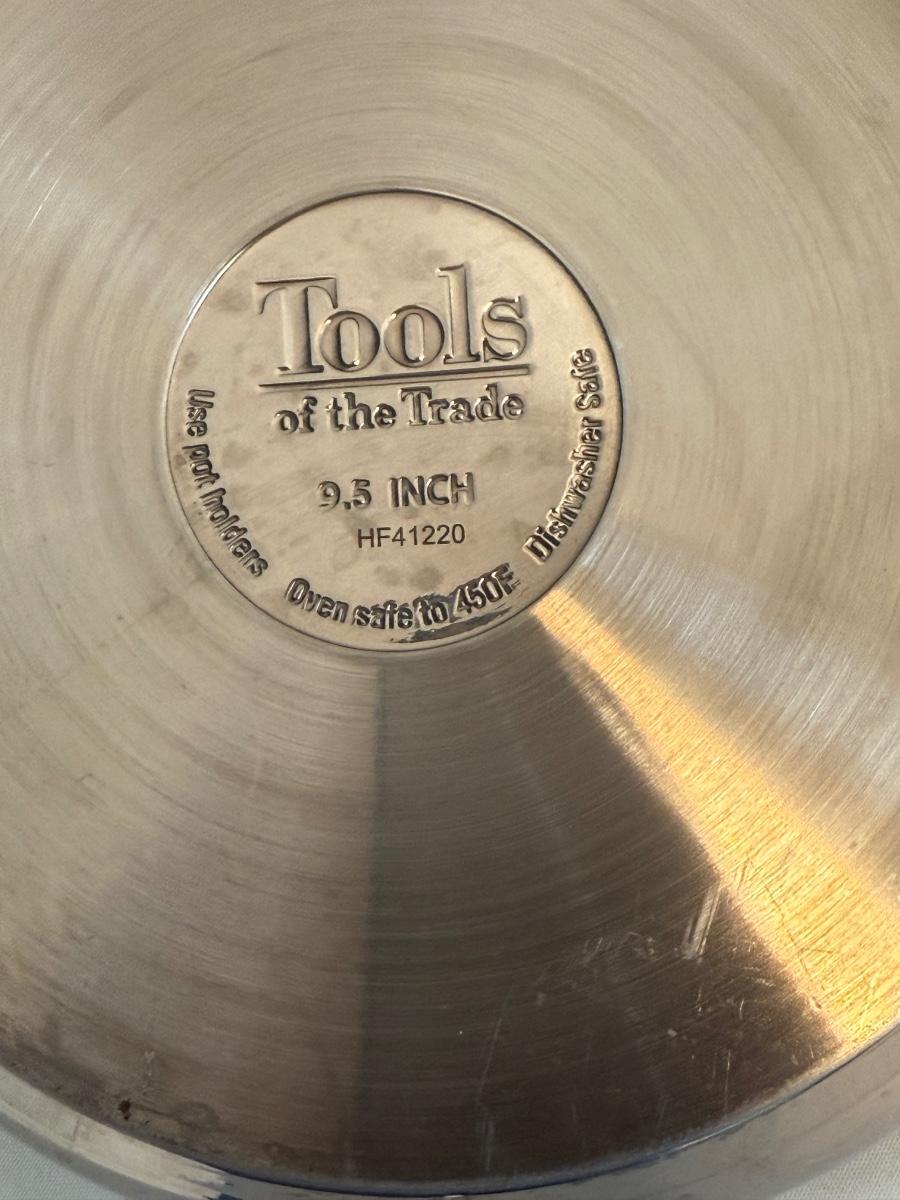 Tools
of the Trade
9.5 INCH
HF41220
Use pot holders
Oven safe to 450F
Dishwasher safe